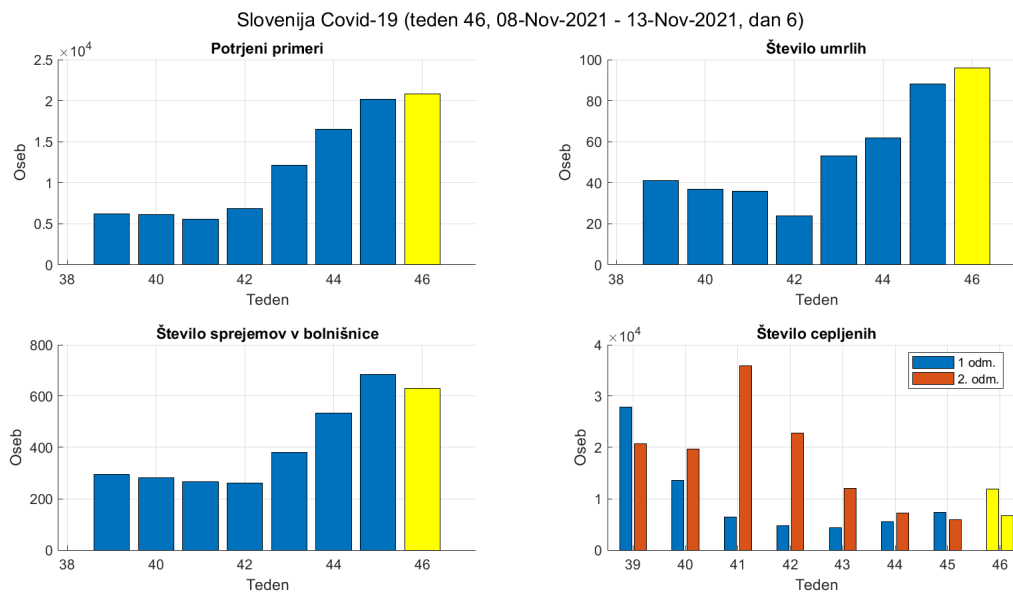 Slovenija Covid-19 (teden 46, 08-Nov-2021 - 13-Nov-2021, dan 6)
Potrjeni primeri
×10^4
2.5
2
1.5
1
0.5
0
Oseb
38 40 42 44 46
Teden
Število umrlih
100
80
60
40
20
0
Oseb
38 40 42 44 46
Teden
Število sprejemov v bolnišnice
800
600
400
200
0
Oseb
38 40 42 44 46
Teden
Število cepljenih
×10^4
4
3
2
1
0
Oseb
1 odm.
2. odm.
39 40 41 42 43 44 45 46
Teden